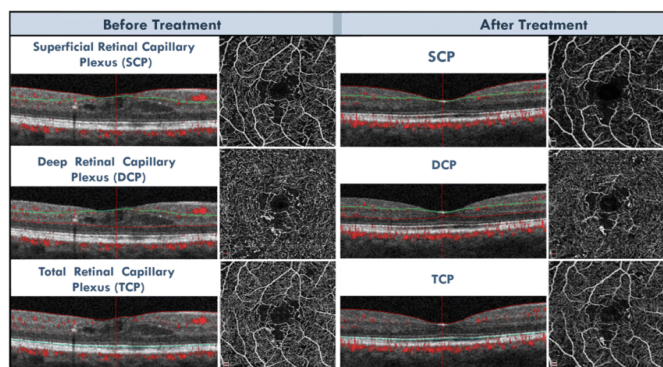 Before Treatment
After Treatment
Superficial Retinal Capillary
Plexus (SCP)
SCP
Deep Retinal Capillary
Plexus (DCP)
DCP
Total Retinal Capillary
Plexus (TCP)
TCP